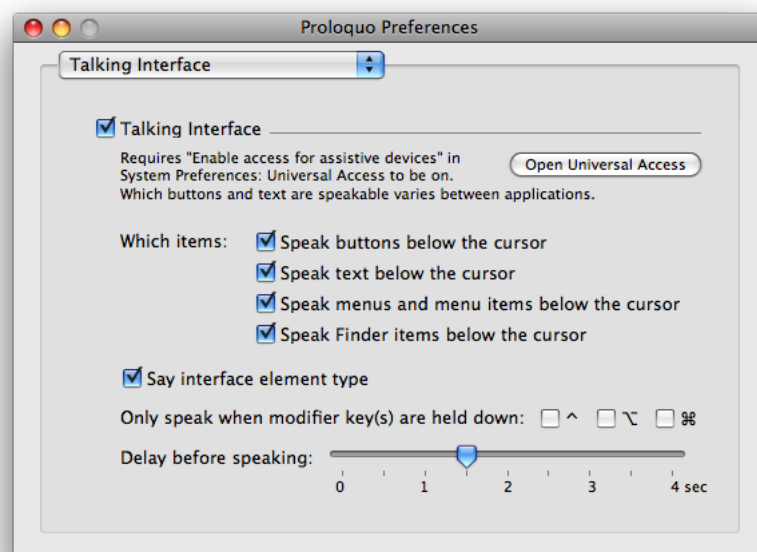 Proloquo Preferences
Talking Interface
Talking Interface
Requires "Enable access for assistive devices" in
System Preferences: Universal Access to be on.
Open Universal Access
Which buttons and text are speakable varies between applications.
Which items: Speak buttons below the cursor
Speak text below the cursor
Speak menus and menu items below the cursor
Speak Finder items below the cursor
Say interface element type
Only speak when modifier key(s) are held down: ^ ⌥ ⌘
Delay before speaking:
0 1 2 3 4 sec